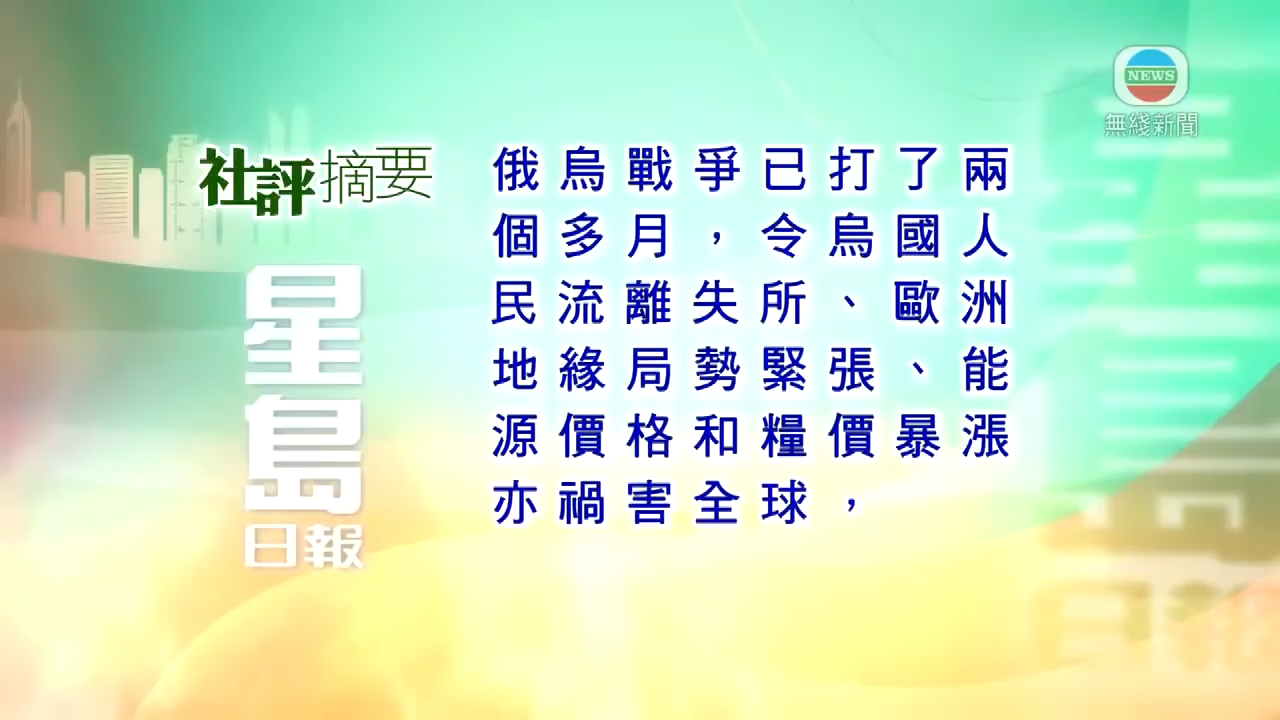 NEWS
無綫新聞
社評摘要
星島
日報
俄烏戰爭已打了兩
個多月，令烏國人
民流離失所、歐洲
地緣局勢緊張、能
源價格和糧價暴漲
亦禍害全球，